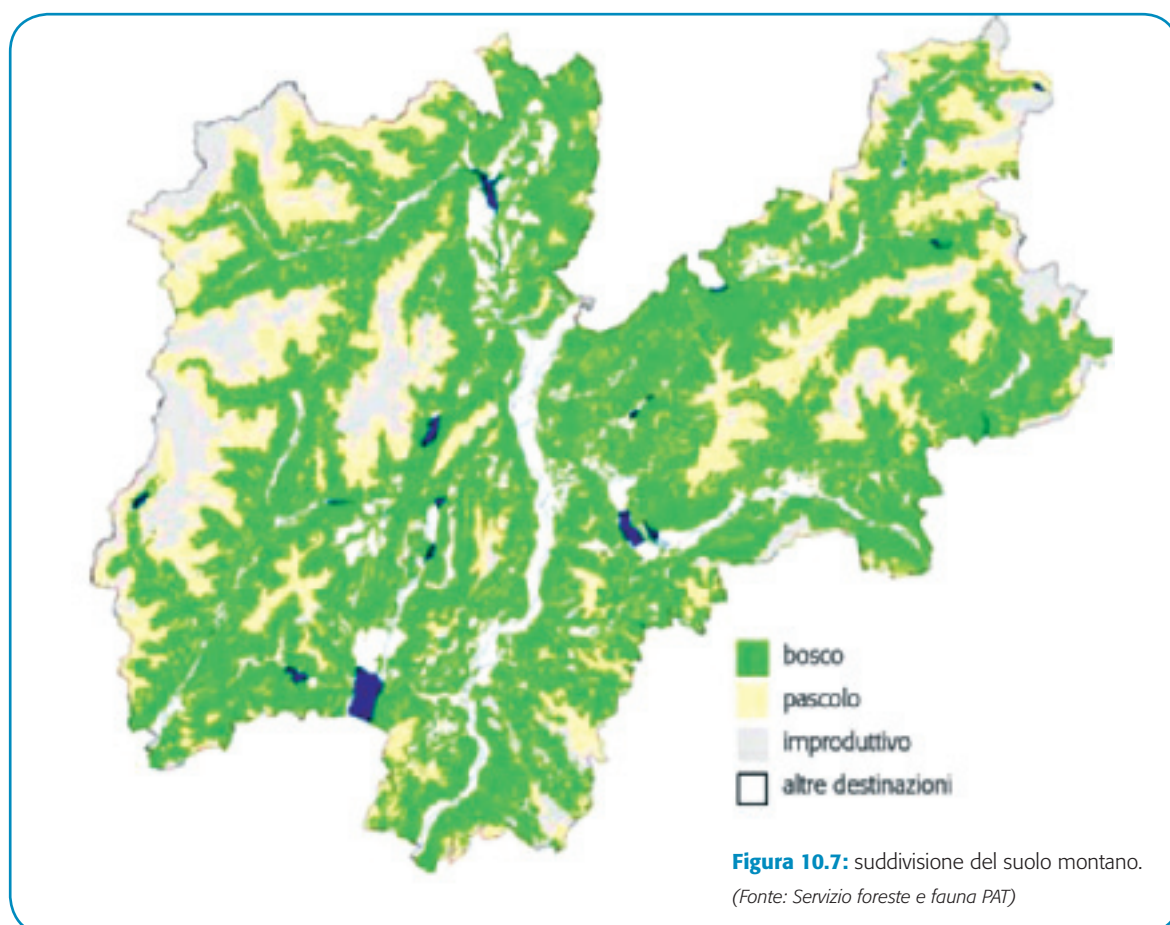 bosco
pascolo
improduttivo
altre destinazioni
Figura 10.7: suddivisione del suolo montano.
(Fonte: Servizio foreste e fauna PAT)